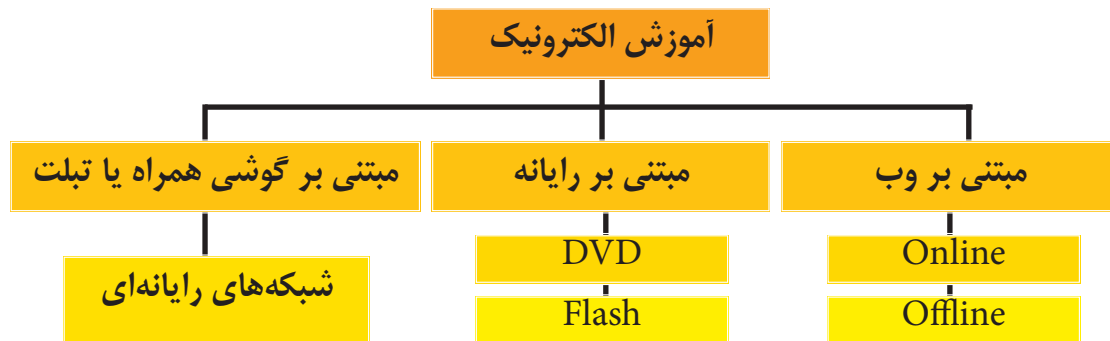 آموزش الکترونیک
مبتنی بر وب
مبتنی بر رایانه
مبتنی بر گوشی همراه یا تبلت
Online
DVD
شبکه‌های رایانه‌ای
Offline
Flash